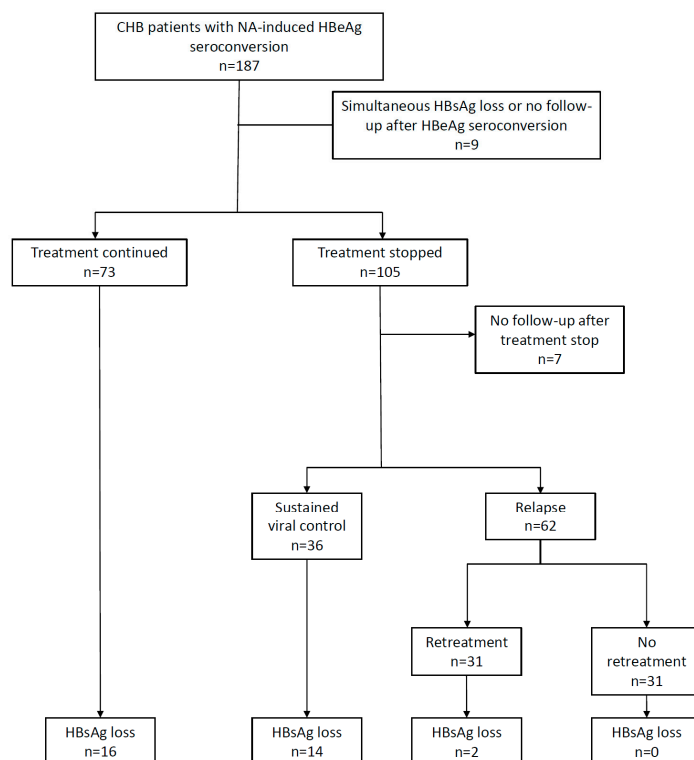 CHB patients with NA-induced HBeAg
seroconversion
n=187
Simultaneous HBsAg loss or no follow-
up after HBeAg seroconversion
n=9
Treatment continued
n=73
Treatment stopped
n=105
No follow-up after
treatment stop
n=7
Sustained
viral control
n=36
Relapse
n=62
Retreatment
n=31
No
retreatment
n=31
HBsAg loss
n=16
HBsAg loss
n=14
HBsAg loss
n=2
HBsAg loss
n=0